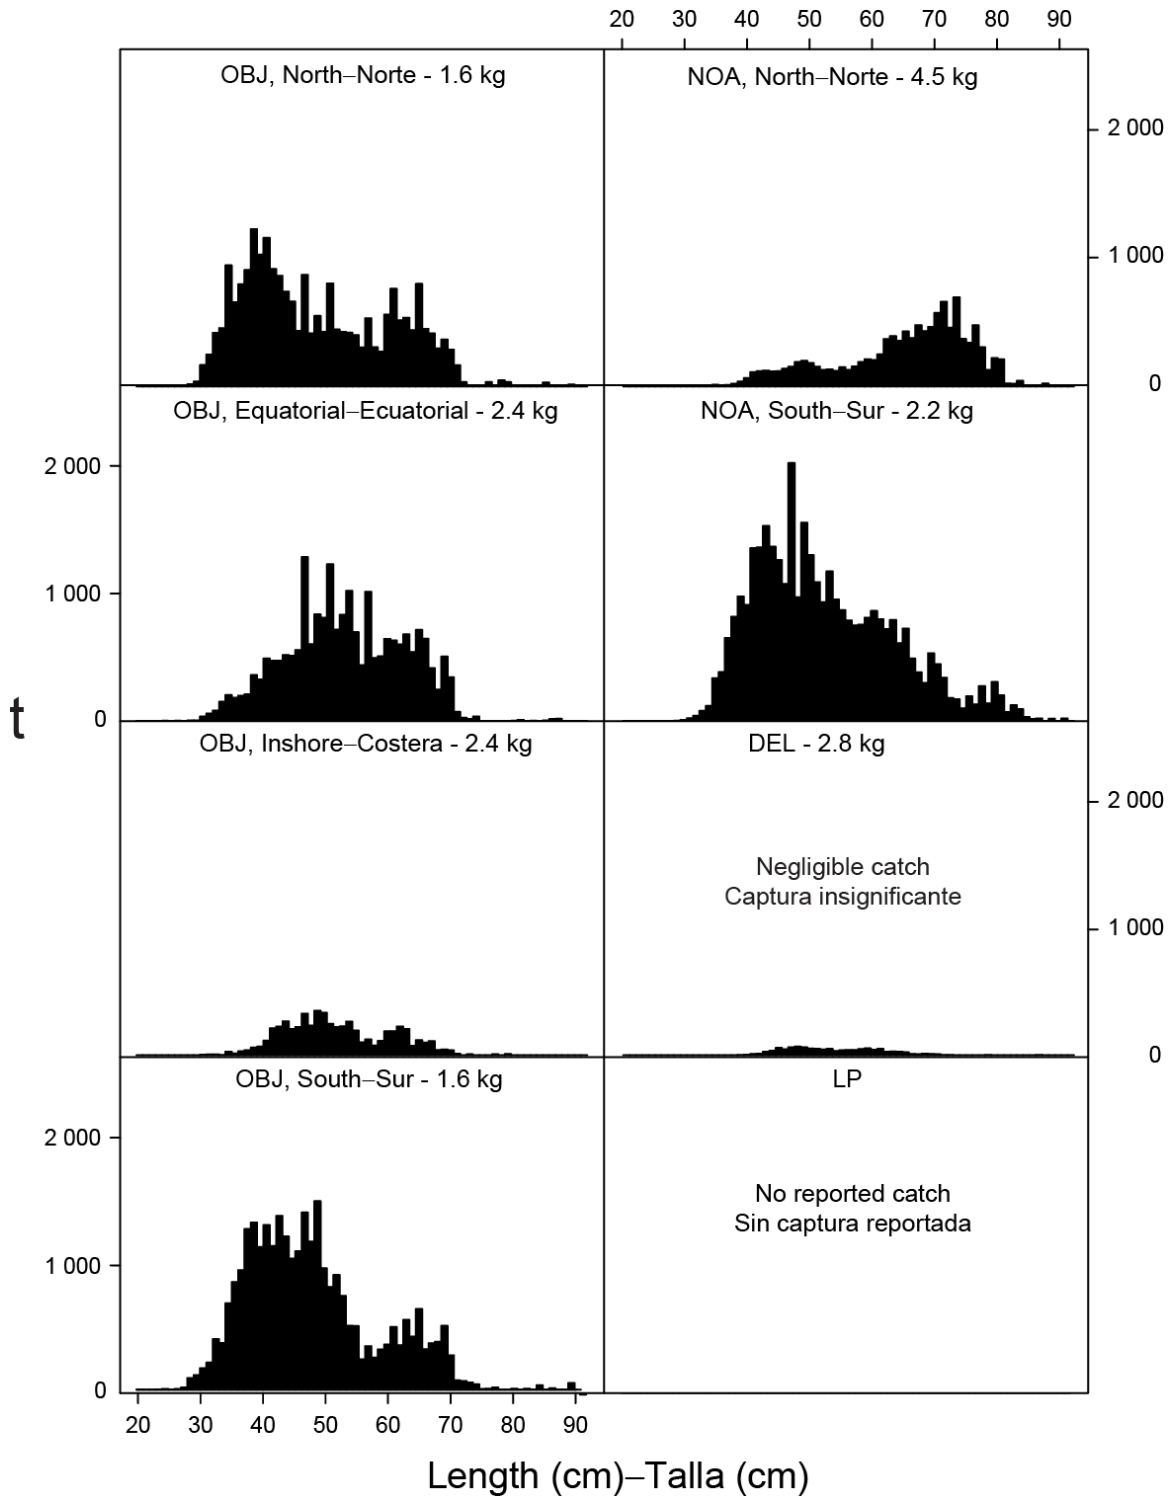 20 30 40 50 60 70 80 90
OBJ, North–Norte - 1.6 kg
NOA, North–Norte - 4.5 kg
2 000
1 000
0
OBJ, Equatorial–Ecuatorial - 2.4 kg
NOA, South–Sur - 2.2 kg
2 000
1 000
0
t
OBJ, Inshore–Costera - 2.4 kg
DEL - 2.8 kg
2 000
Negligible catch
Captura insignificante
1 000
0
OBJ, South–Sur - 1.6 kg
LP
2 000
No reported catch
Sin captura reportada
1 000
0
20 30 40 50 60 70 80 90
Length (cm)–Talla (cm)